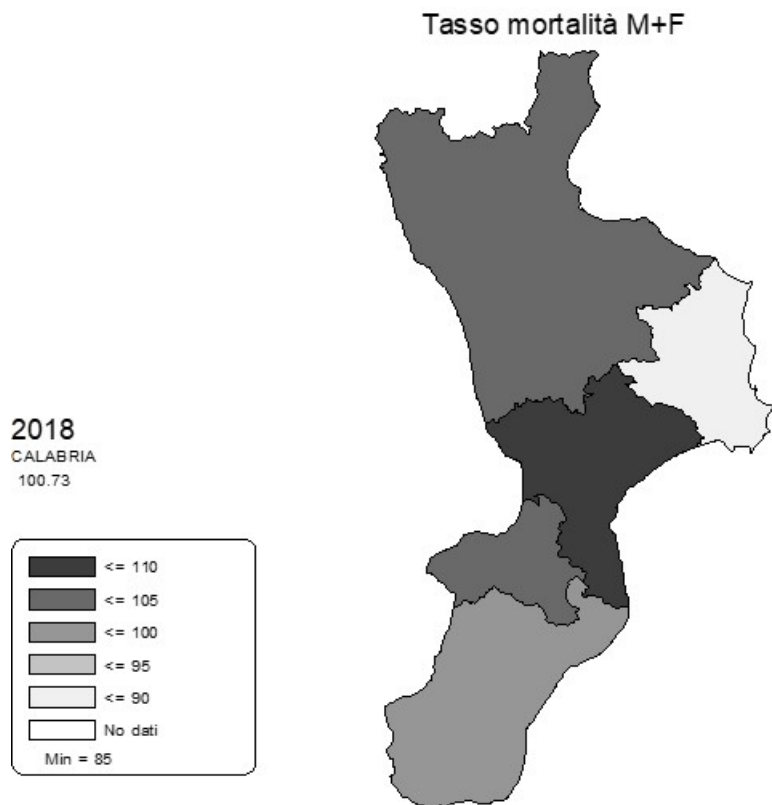 Tasso mortalità M+F
2018
CALABRIA
100.73
<= 110
<= 105
<= 100
<= 95
<= 90
No dati
Min = 85